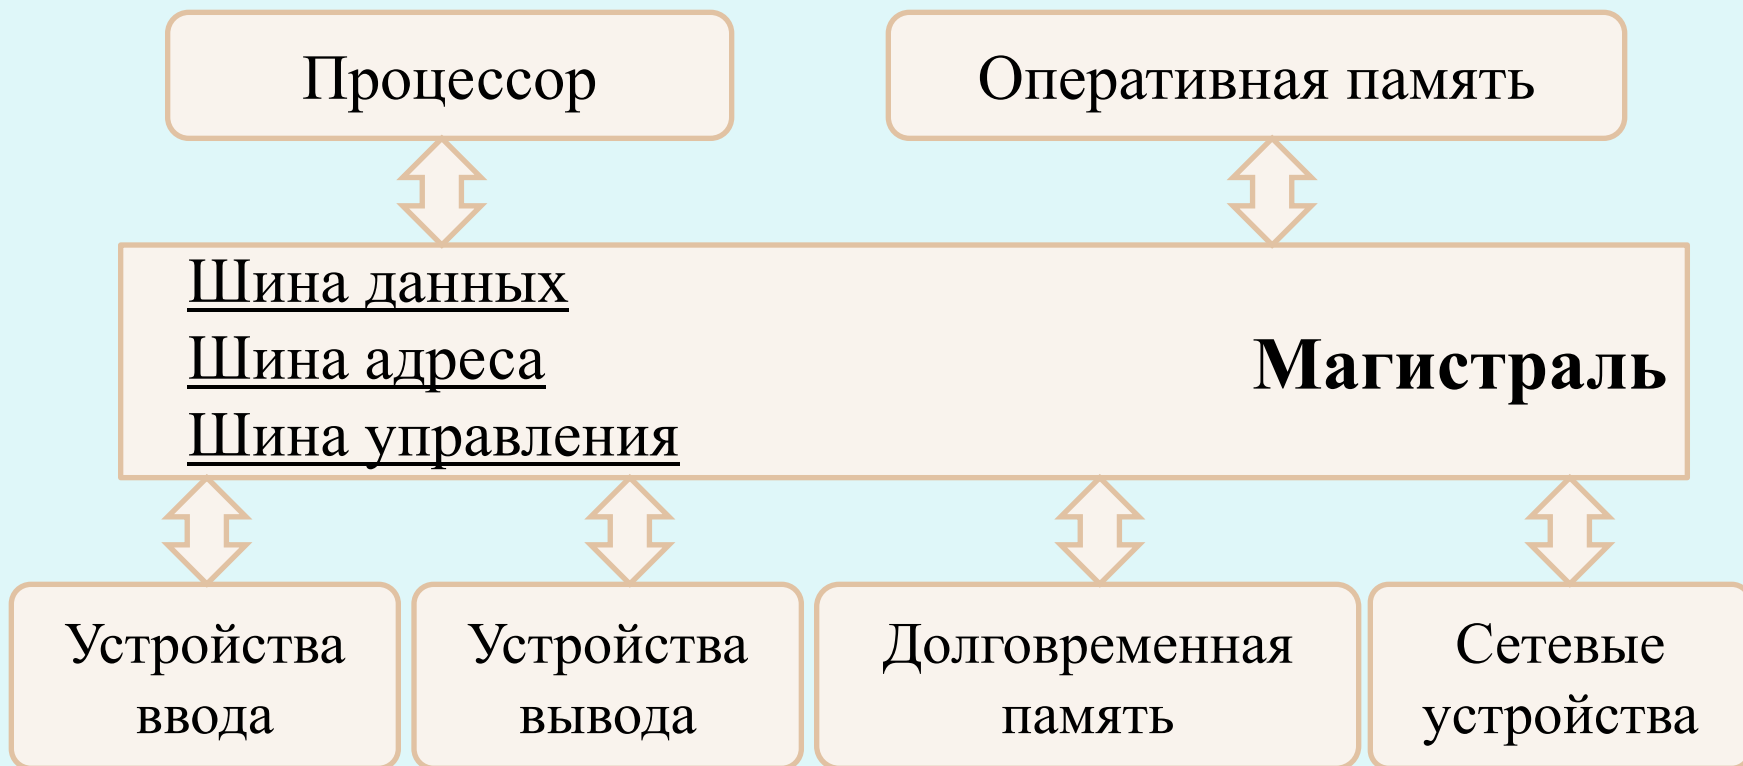 Процессор
Оперативная память
Шина данных
Шина адреса
Шина управления
Магистраль
Устройства
ввода
Устройства
вывода
Долговременная
память
Сетевые
устройства